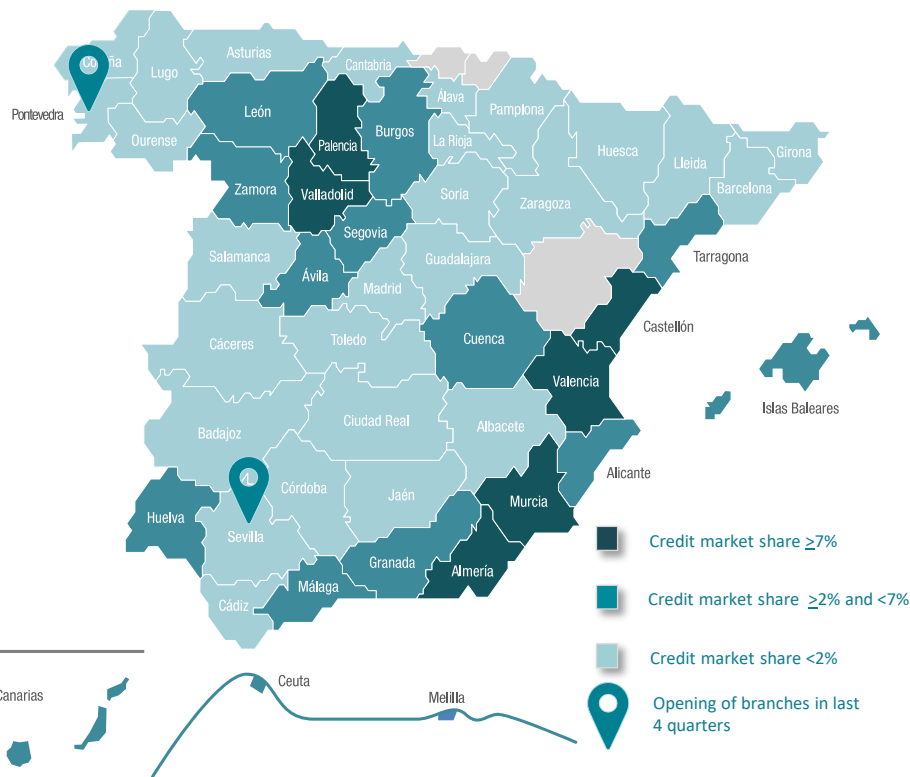 Asturias
Cantabria
Lugo
Álava
Pamplona
Pontevedra
León
Burgos
Palencia
La Rioja
Ourense
Huesca
Lleida
Girona
Barcelona
Zamora
Valladolid
Soria
Zaragoza
Segovia
Salamanca
Guadalajara
Tarragona
Ávila
Madrid
Castellón
Cáceres
Toledo
Cuenca
Valencia
Islas Baleares
Badajoz
Ciudad Real
Albacete
Alicante
Córdoba
Jaén
Murcia
Huelva
Sevilla
Granada
Almería
Málaga
Cádiz
Credit market share ≥7%
Credit market share ≥2% and <7%
Credit market share <2%
Ceuta
Canarias
Melilla
Opening of branches in last
4 quarters